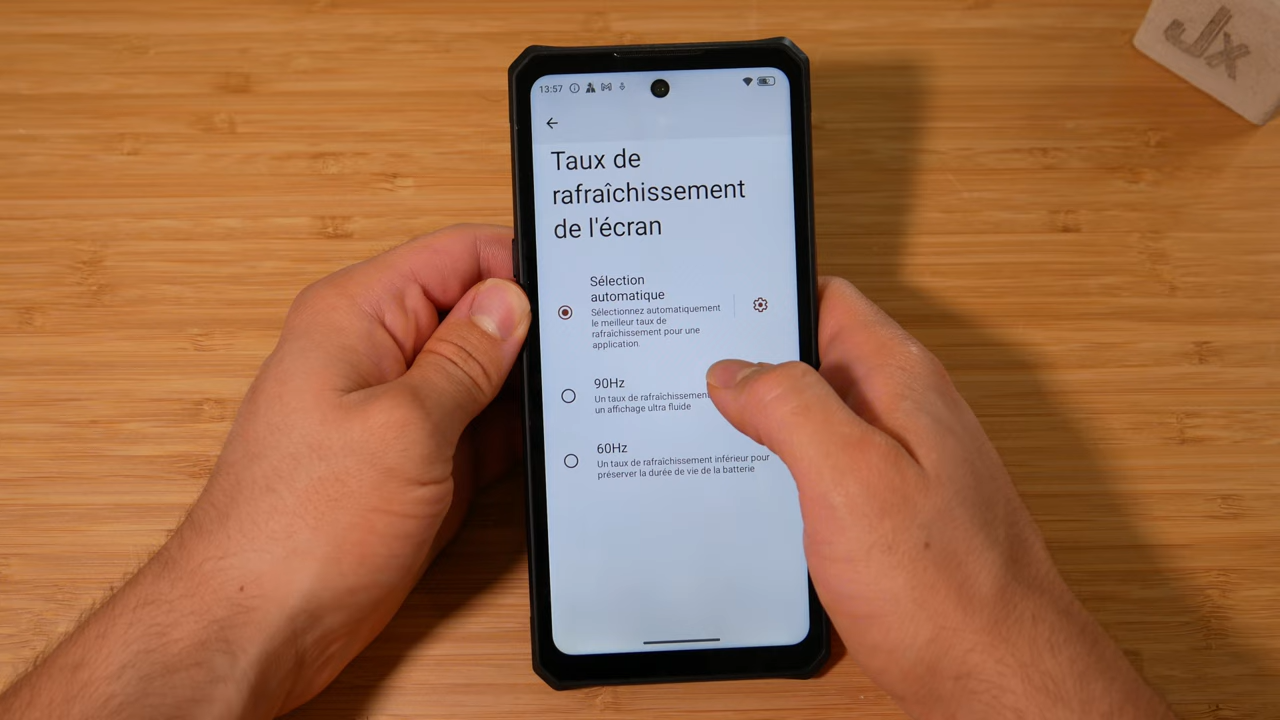 Jx
13:57
Taux de
rafraîchissement
de l'écran
Sélection
automatique
Sélectionnez automatiquement
le meilleur taux de
rafraîchissement pour une
application.
90Hz
Un taux de rafraîchissement
un affichage ultra fluide
60Hz
Un taux de rafraîchissement inférieur pour
préserver la durée de vie de la batterie